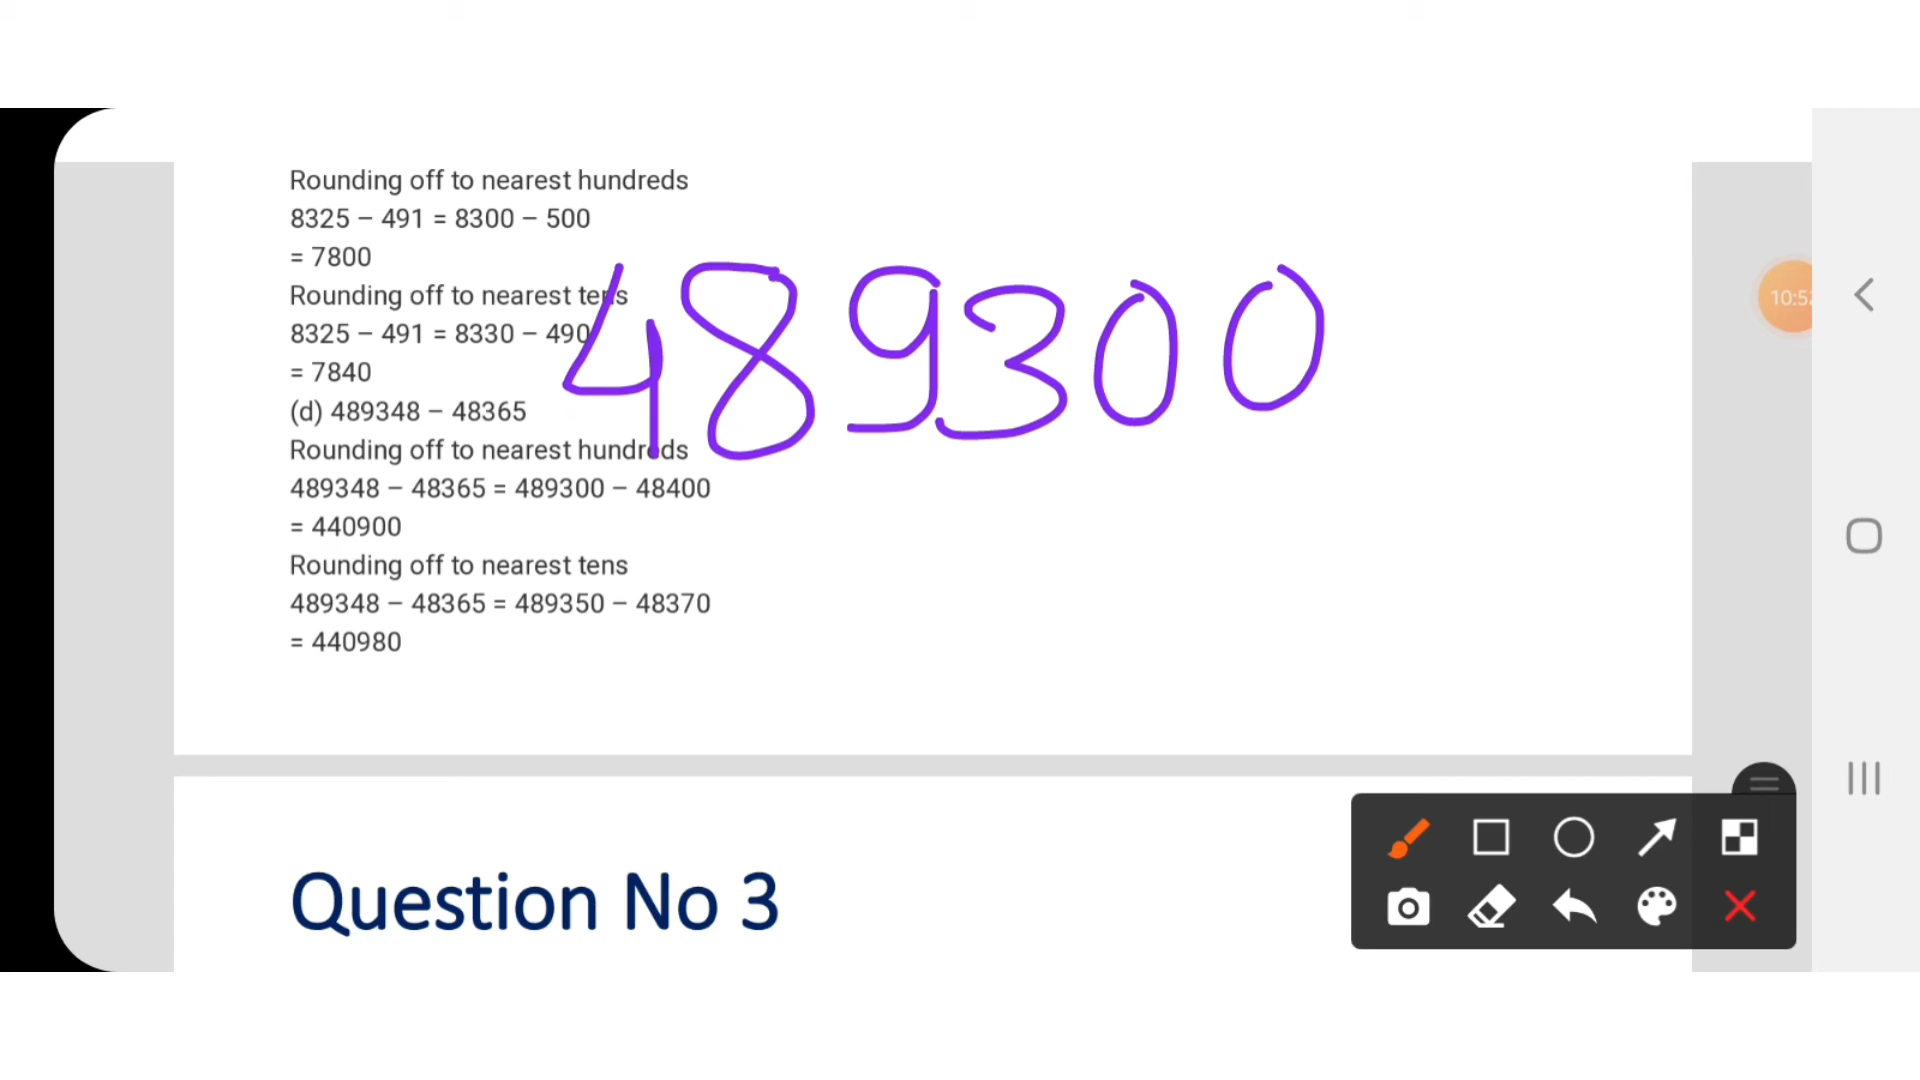 Rounding off to nearest hundreds
8325 – 491 = 8300 – 500
= 7800
Rounding off to nearest tens
8325 – 491 = 8330 – 490
= 7840
(d) 489348 – 48365
489300
Rounding off to nearest hundreds
489348 – 48365 = 489300 – 48400
= 440900
Rounding off to nearest tens
489348 – 48365 = 489350 – 48370
= 440980
Question No 3